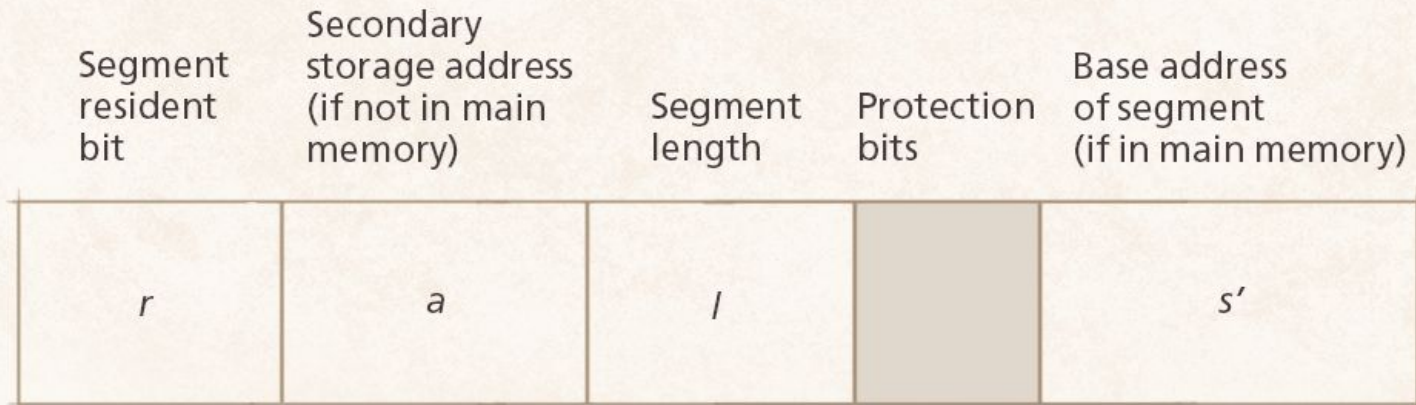 Segment
resident
bit
Secondary
storage address
(if not in main
memory)
Segment
length
Protection
bits
Base address
of segment
(if in main memory)
r
a
l
s′